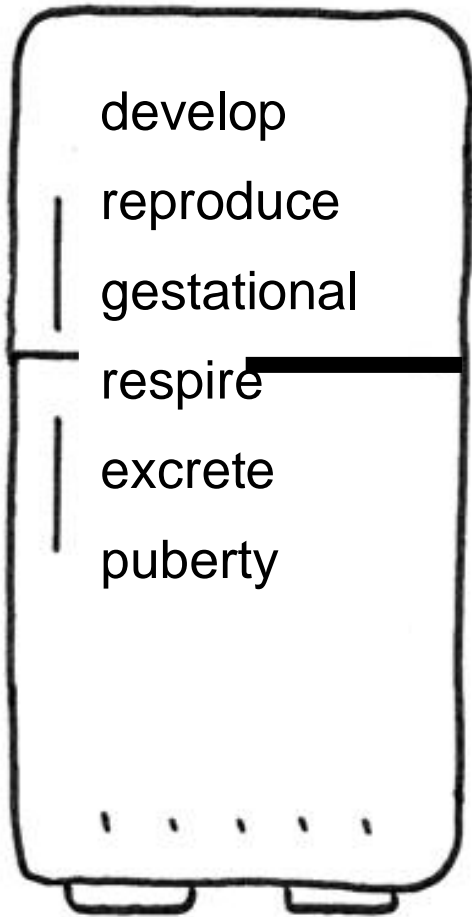 develop
reproduce
gestational
respire
excrete
puberty